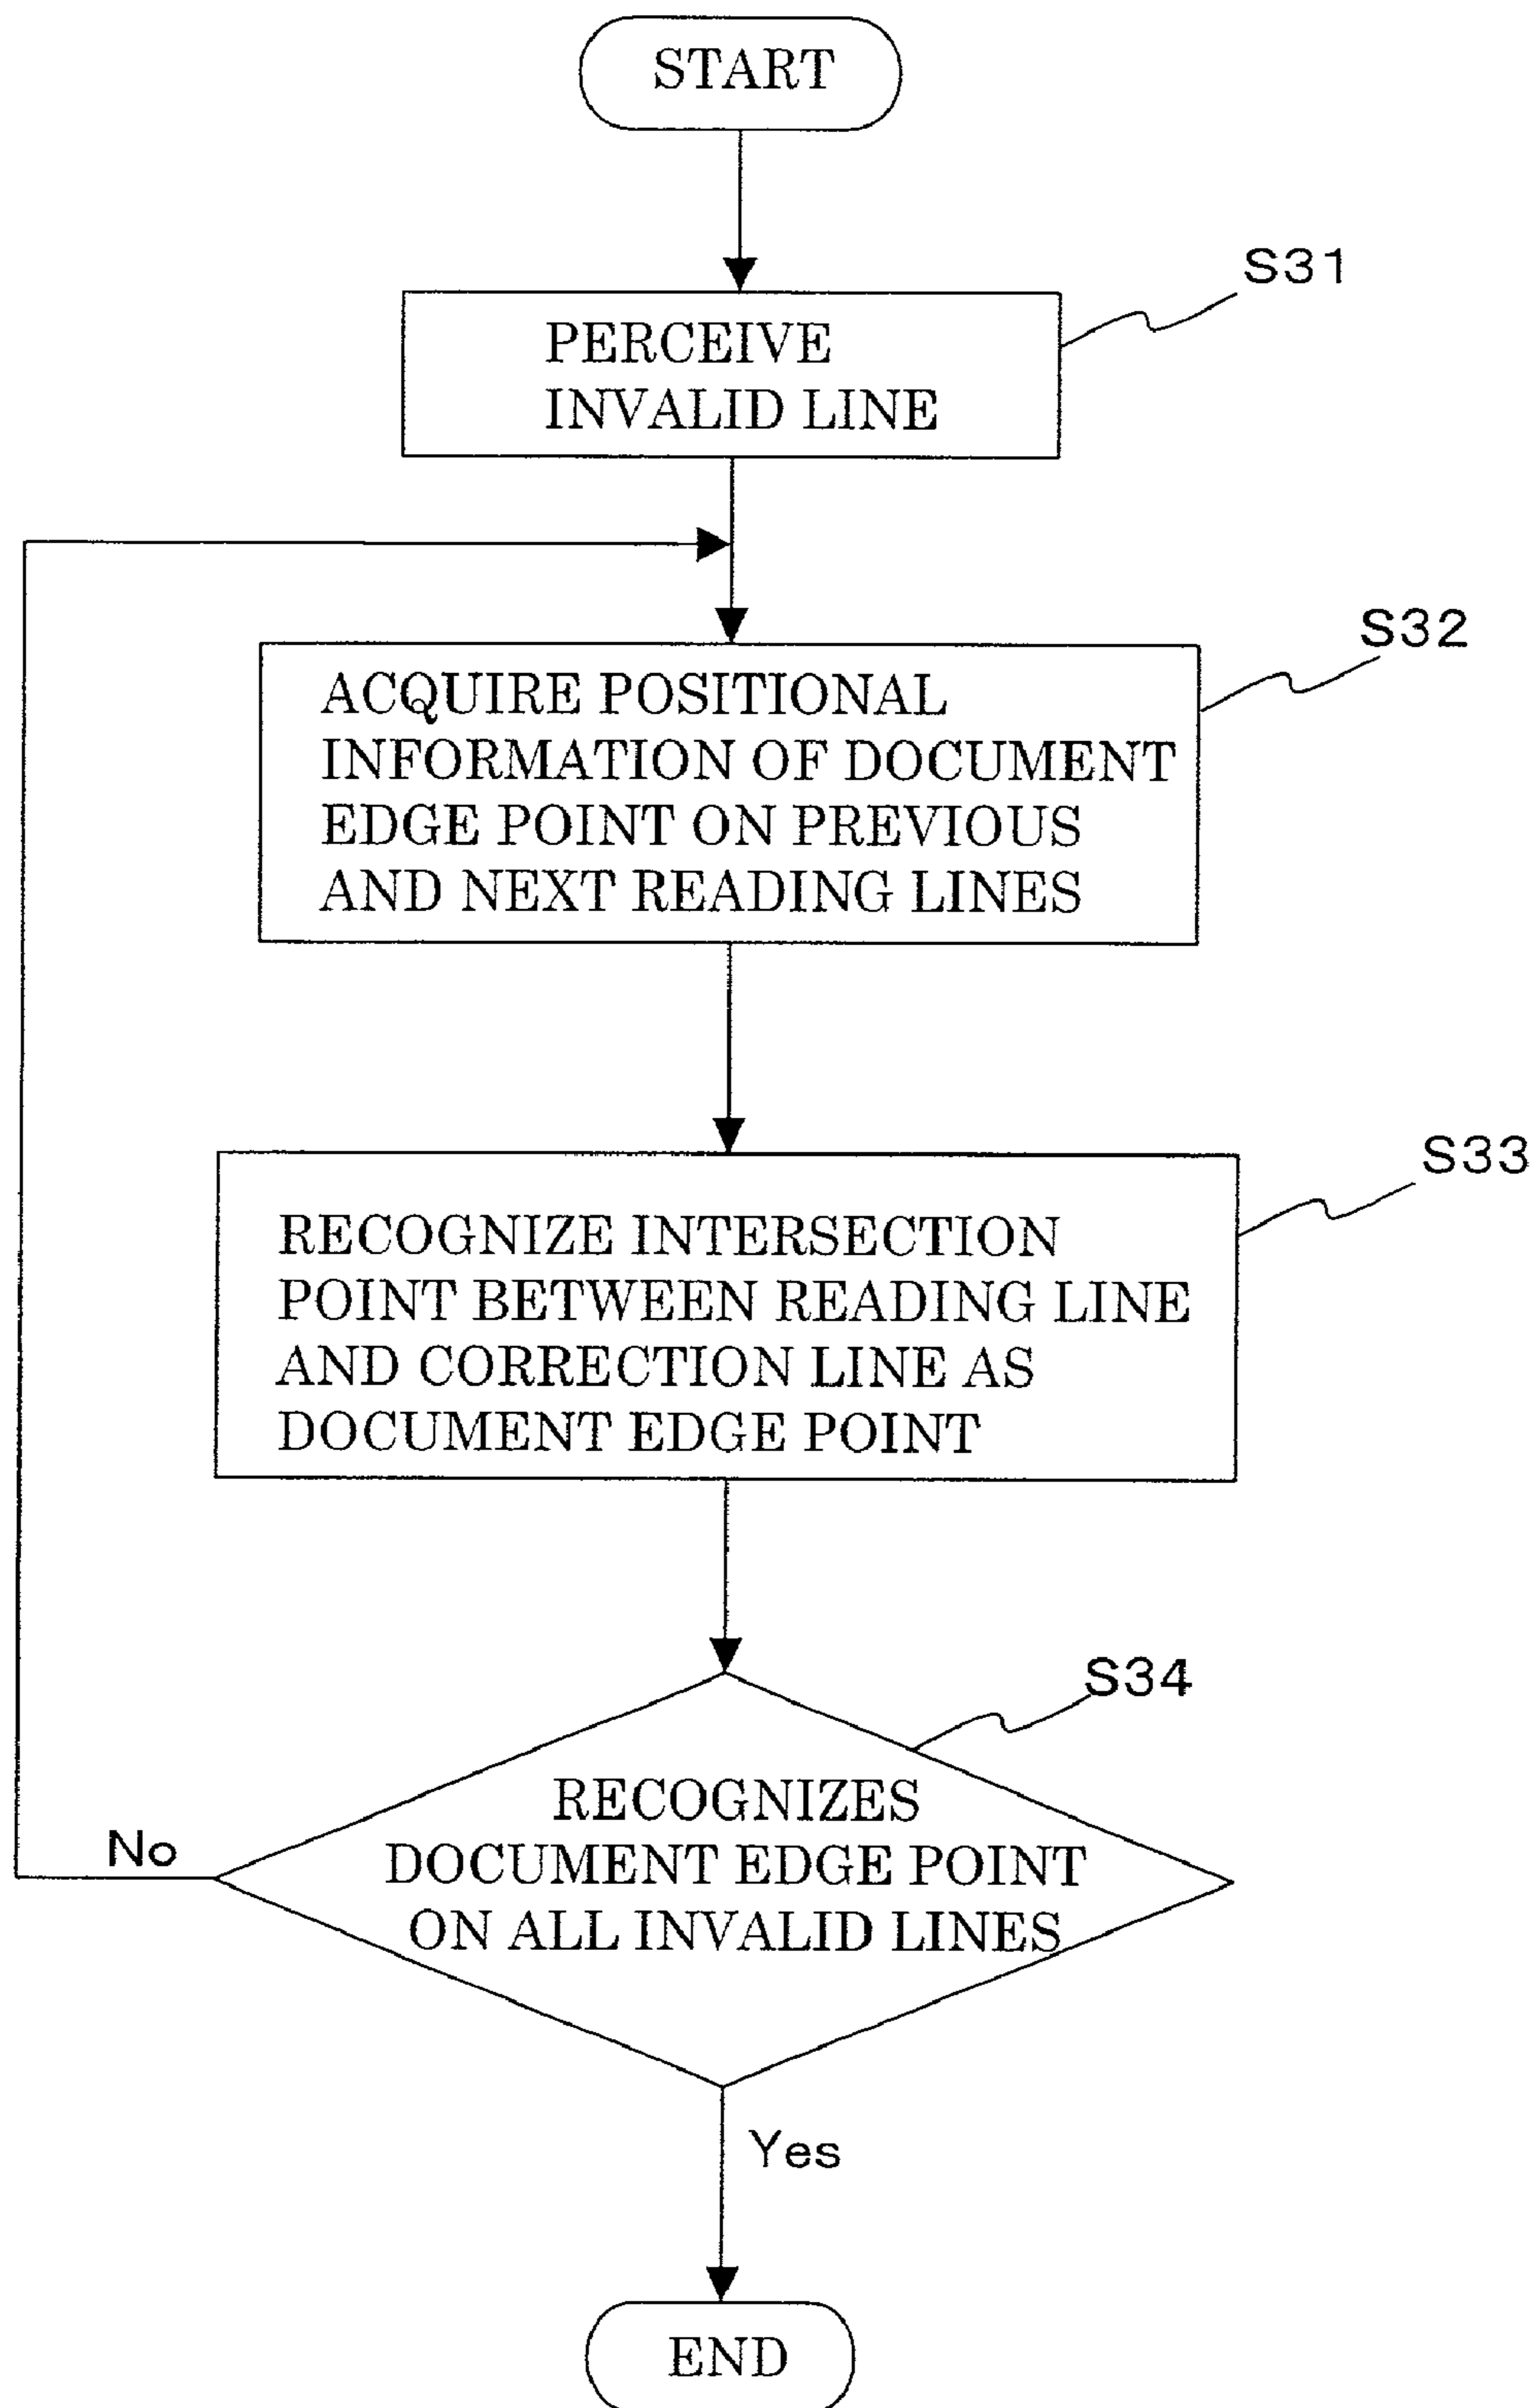 START
S31
PERCEIVE
INVALID LINE
S32
ACQUIRE POSITIONAL
INFORMATION OF DOCUMENT
EDGE POINT ON PREVIOUS
AND NEXT READING LINES
S33
RECOGNIZE INTERSECTION
POINT BETWEEN READING LINE
AND CORRECTION LINE AS
DOCUMENT EDGE POINT
S34
RECOGNIZES
DOCUMENT EDGE POINT
ON ALL INVALID LINES
No
Yes
END